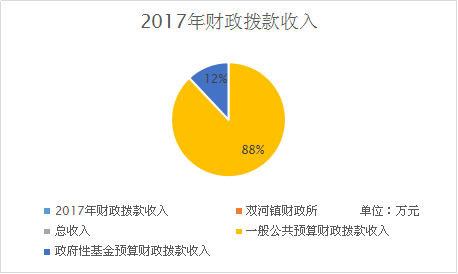 2017年财政拨款收入
12%
88%
2017年财政拨款收入
双河镇财政所 单位：万元
总收入
一般公共预算财政拨款收入
政府性基金预算财政拨款收入